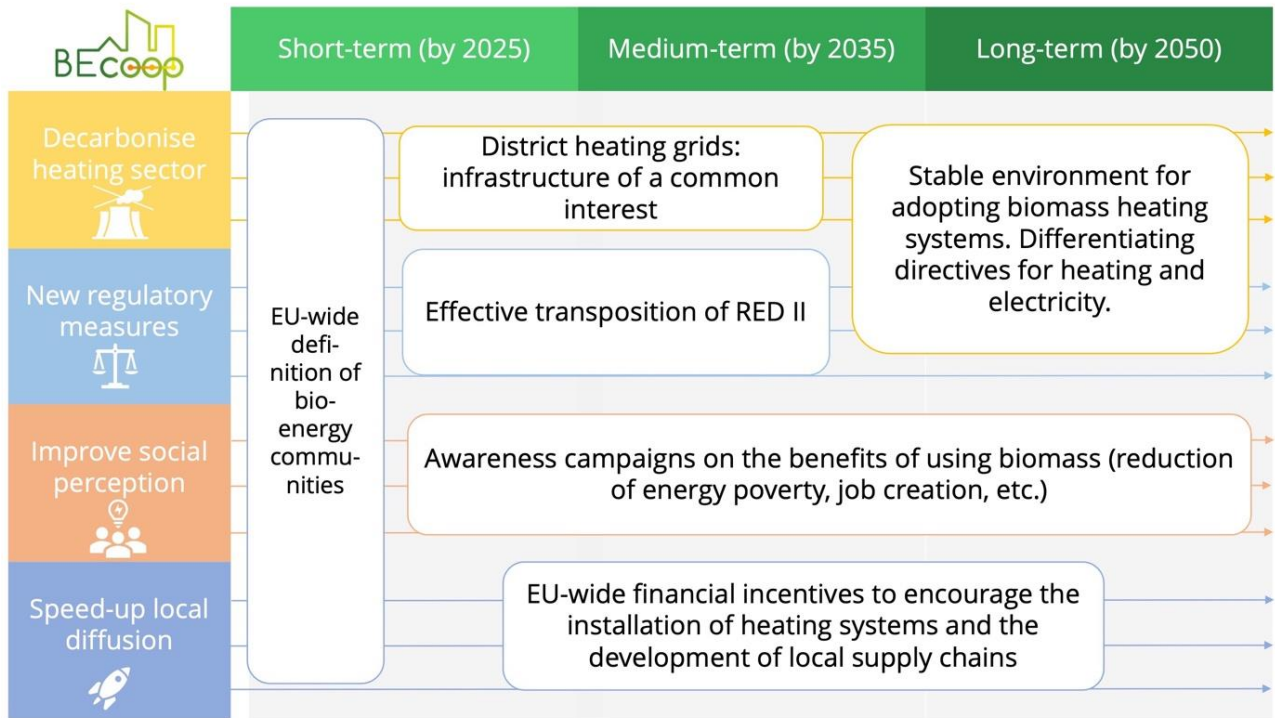 BECOOP
Short-term (by 2025)
Medium-term (by 2035)
Long-term (by 2050)
Decarbonise
heating sector
New regulatory
measures
Improve social
perception
Speed-up local
diffusion
EU-wide
defi-
nition of
bio-
energy
commu-
nities
District heating grids:
infrastructure of a common
interest
Stable environment for
adopting biomass heating
systems. Differentiating
directives for heating and
electricity.
Effective transposition of RED II
Awareness campaigns on the benefits of using biomass (reduction
of energy poverty, job creation, etc.)
EU-wide financial incentives to encourage the
installation of heating systems and the
development of local supply chains